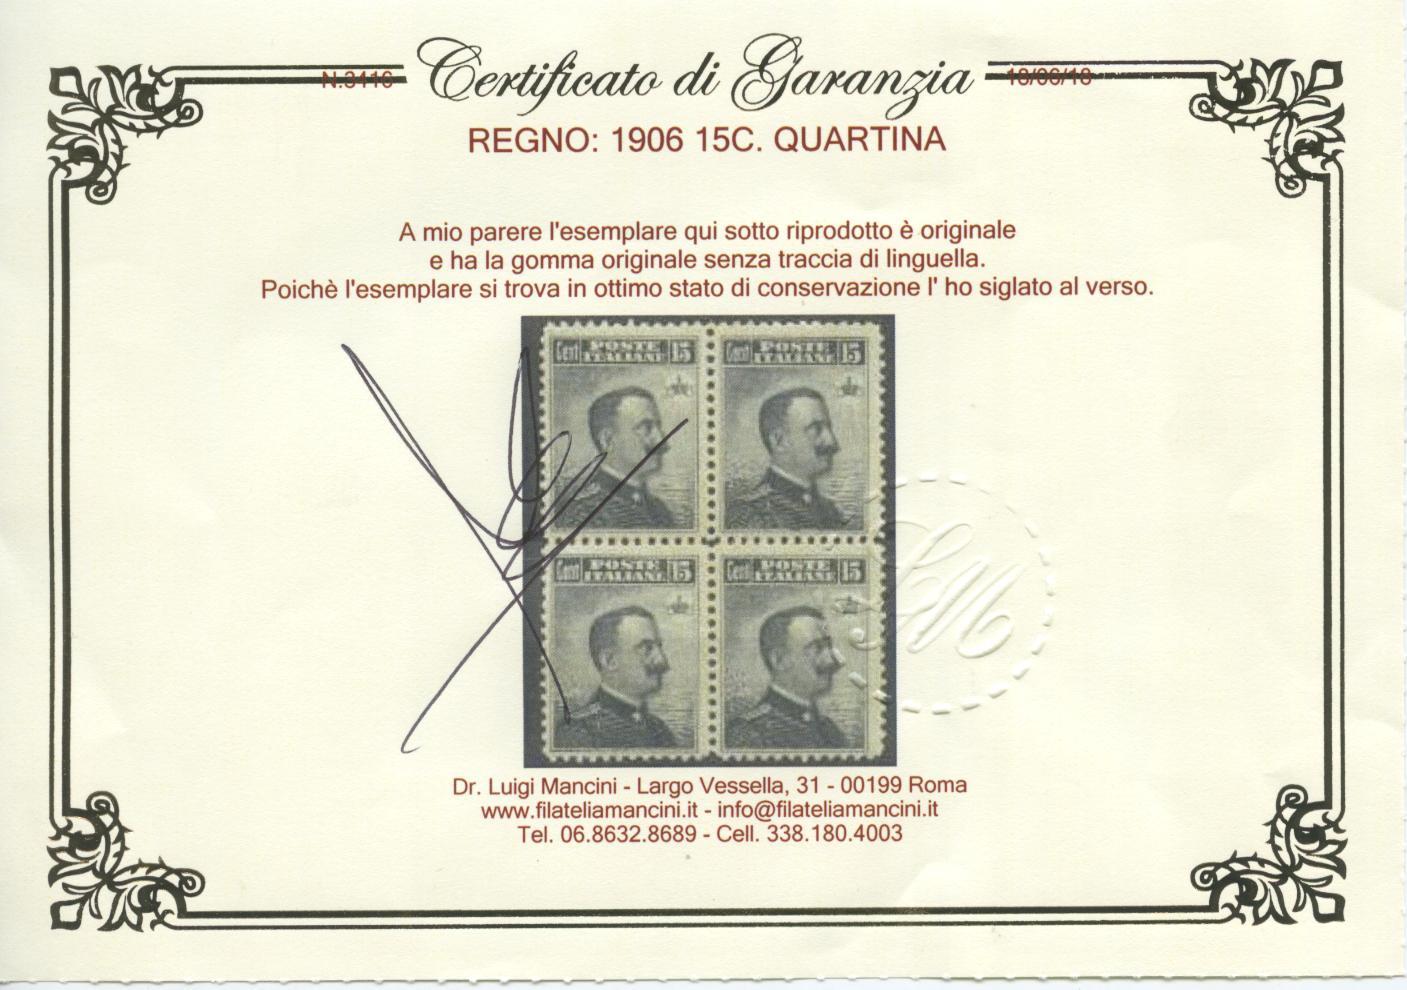 N.3416 Certificato di Garanzia 18/06/18
REGNO: 1906 15C. QUARTINA
A mio parere l'esemplare qui sotto riprodotto è originale
e ha la gomma originale senza traccia di linguella.
Poichè l'esemplare si trova in ottimo stato di conservazione l' ho siglato al verso.
Cent POSTE ITALIANE 15
Cent POSTE ITALIANE 15
Cent POSTE ITALIANE 15
Cent POSTE ITALIANE 15
LM
Dr. Luigi Mancini - Largo Vessella, 31 - 00199 Roma
www.filateliamancini.it - info@filateliamancini.it
Tel. 06.8632.8689 - Cell. 338.180.4003